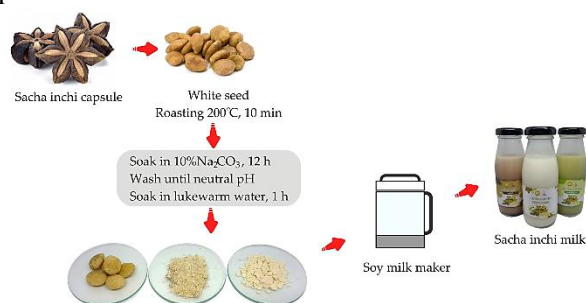 Sacha inchi capsule
White seed
Roasting 200℃, 10 min
Soak in 10%Na₂CO₃, 12 h
Wash until neutral pH
Soak in lukewarm water, 1 h
Soy milk maker
Sacha inchi milk